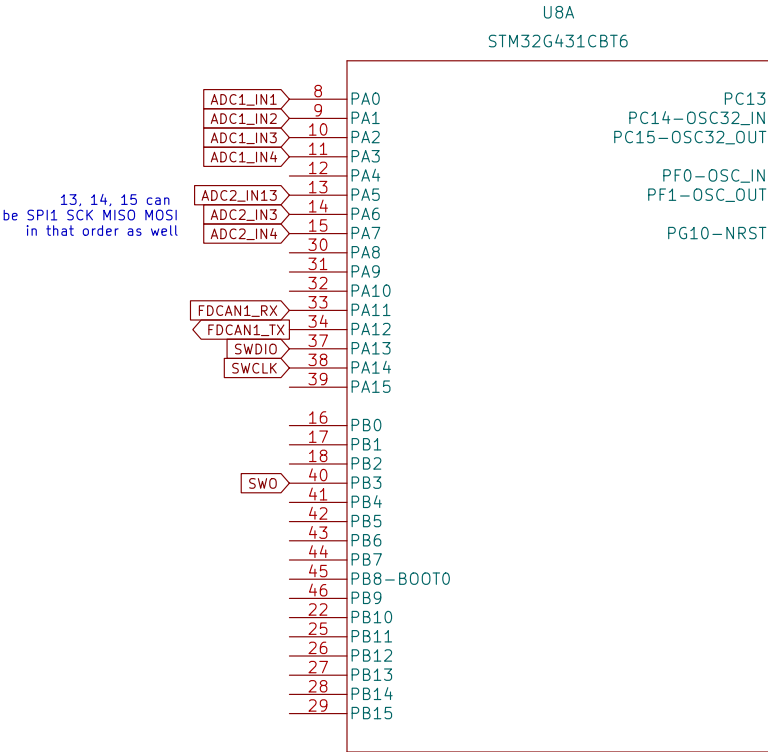 U8A
STM32G431CBT6
ADC1_IN1 8 PA0 PC13
ADC1_IN2 9 PA1 PC14-OSC32_IN
ADC1_IN3 10 PA2 PC15-OSC32_OUT
ADC1_IN4 11 PA3
12 PA4 PF0-OSC_IN
ADC2_IN13 13 PA5 PF1-OSC_OUT
ADC2_IN3 14 PA6
ADC2_IN4 15 PA7 PG10-NRST
13, 14, 15 can
be SPI1 SCK MISO MOSI
in that order as well
30 PA8
31 PA9
32 PA10
FDCAN1_RX 33 PA11
FDCAN1_TX 34 PA12
SWDIO 37 PA13
SWCLK 38 PA14
39 PA15
16 PB0
17 PB1
18 PB2
SWO 40 PB3
41 PB4
42 PB5
43 PB6
44 PB7
45 PB8-BOOT0
46 PB9
22 PB10
25 PB11
26 PB12
27 PB13
28 PB14
29 PB15